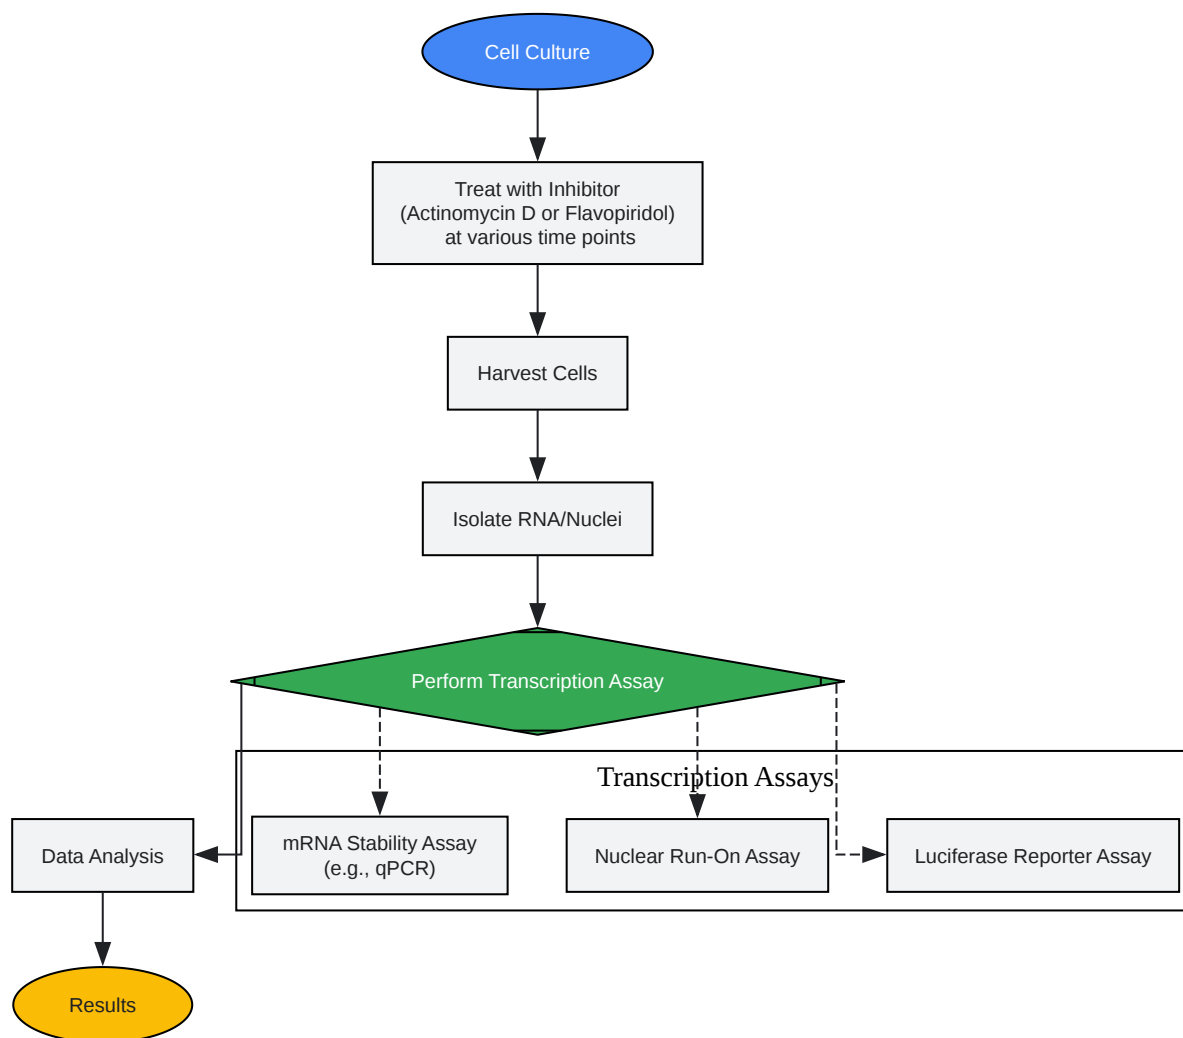 Cell Culture
Treat with Inhibitor
(Actinomycin D or Flavopiridol)
at various time points
Harvest Cells
Isolate RNA/Nuclei
Perform Transcription Assay
Transcription Assays
Data Analysis
mRNA Stability Assay
(e.g., qPCR)
Nuclear Run-On Assay
Luciferase Reporter Assay
Results